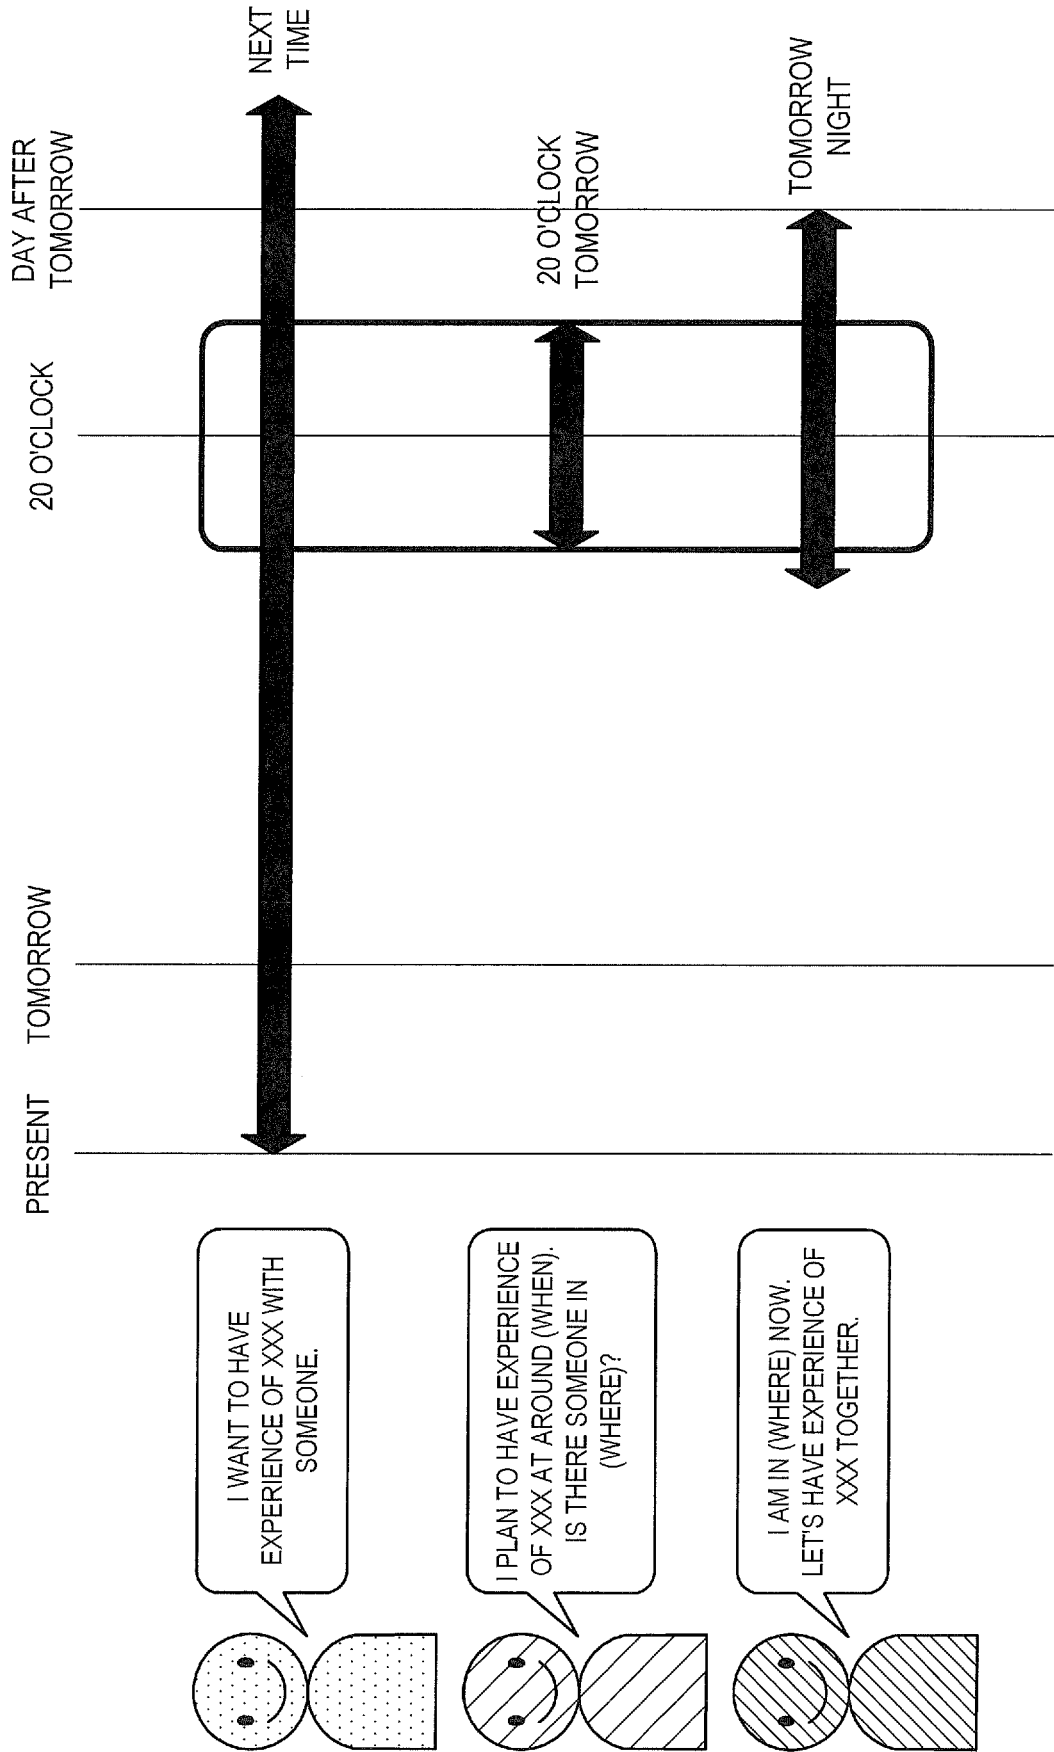 PRESENT
TOMORROW
20 O'CLOCK
DAY AFTER
TOMORROW
I WANT TO HAVE
EXPERIENCE OF XXX WITH
SOMEONE.
NEXT
TIME
I PLAN TO HAVE EXPERIENCE
OF XXX AT AROUND (WHEN).
IS THERE SOMEONE IN
(WHERE)?
20 O'CLOCK
TOMORROW
I AM IN (WHERE) NOW.
LET'S HAVE EXPERIENCE OF
XXX TOGETHER.
TOMORROW
NIGHT